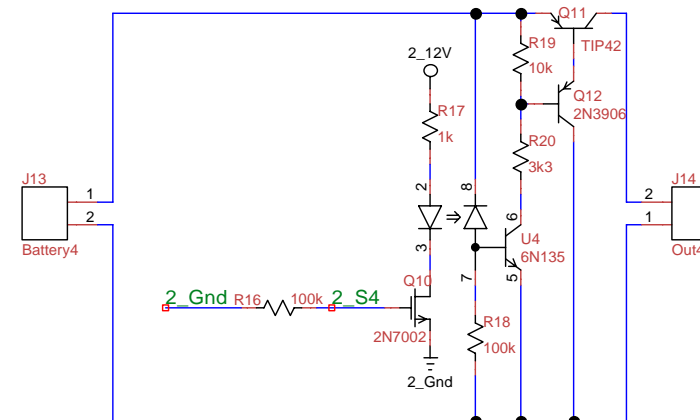 Q11
TIP42
R19
10k
2_12V
Q12
2N3906
R17
1k
R20
3k3
J13
1
2
Battery4
2
8
3
6
U4
6N135
7
5
J14
2
1
Out4
2_Gnd
R16
100k
2_S4
Q10
2N7002
R18
100k
2_Gnd